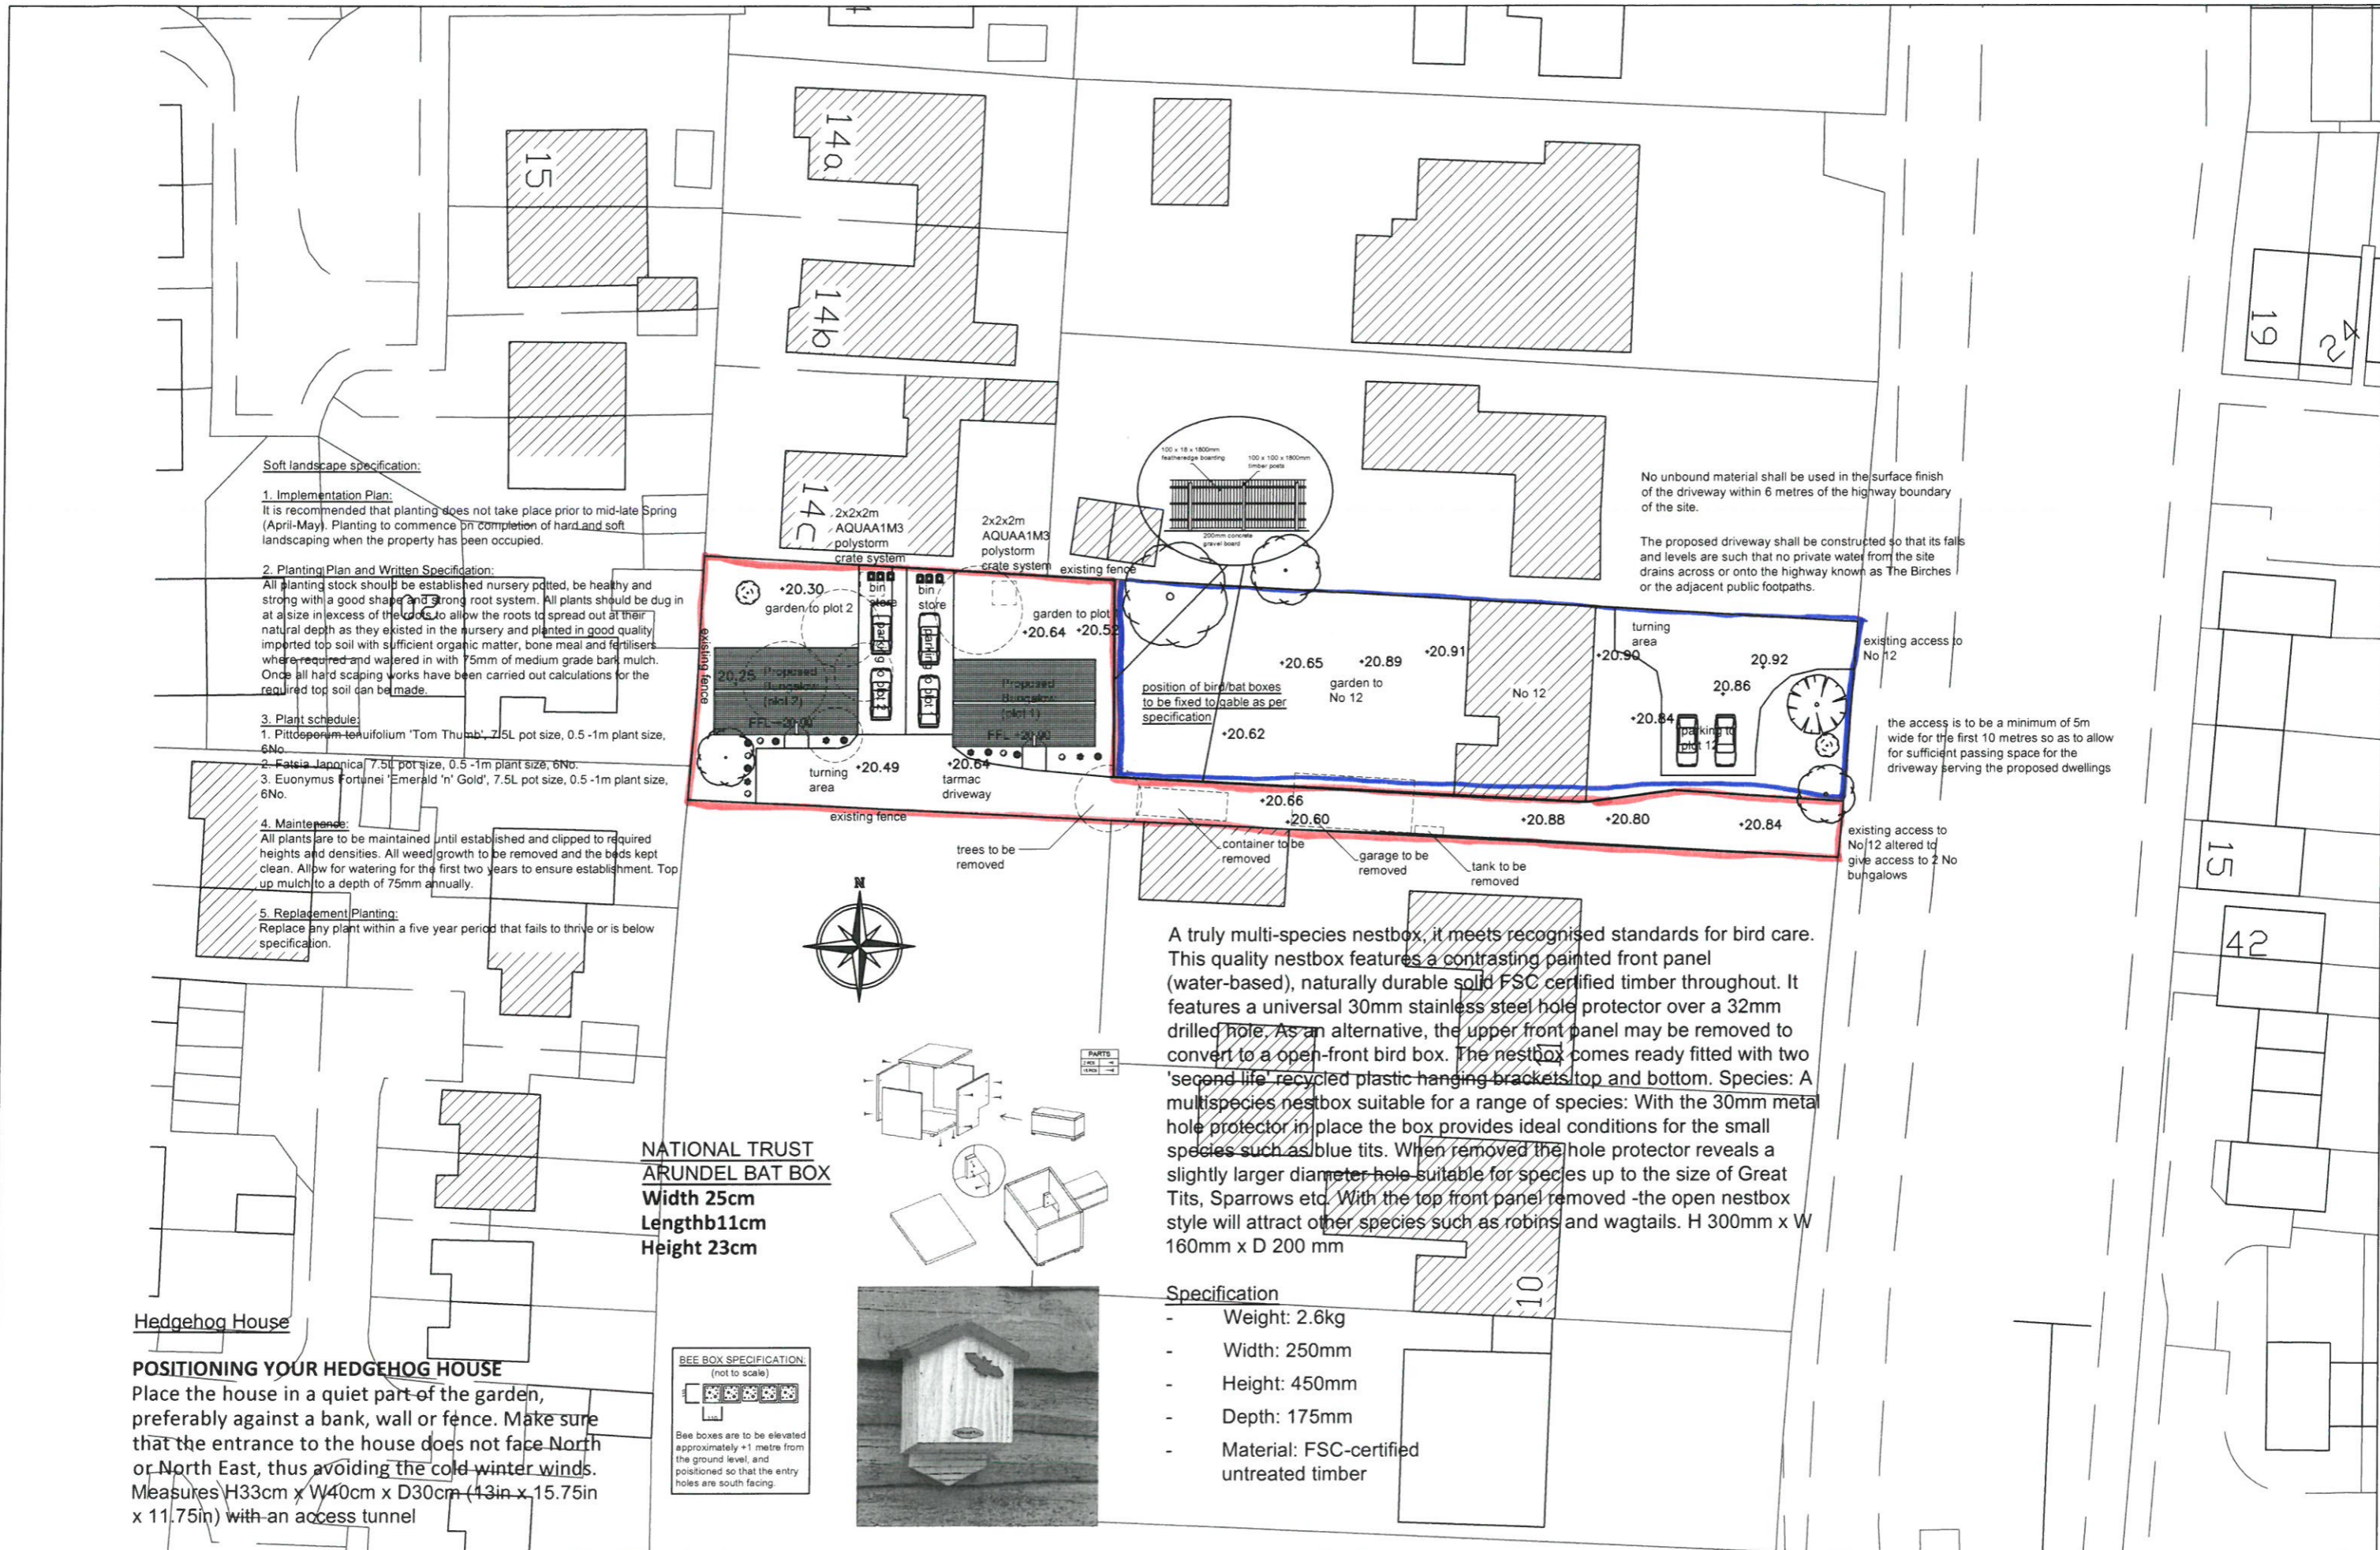 15
14a
14b
14c
19
24
Soft landscape specification:
1. Implementation Plan:
It is recommended that planting does not take place prior to mid-late Spring
(April-May). Planting to commence on completion of hard and soft
landscaping when the property has been occupied.
2. Planting Plan and Written Specification:
All planting stock should be established nursery potted, be healthy and
strong with a good shape and strong root system. All plants should be dug in
at a size in excess of the roots to allow the roots to spread out at their
natural depth as they existed in the nursery and planted in good quality
imported top soil with sufficient organic matter, bone meal and fertilisers
where required and watered in with 75mm of medium grade bark mulch.
Once all hard scaping works have been carried out calculations for the
required top soil can be made.
3. Plant schedule:
1. Pittosporum tenuifolium 'Tom Thumb', 7.5L pot size, 0.5 -1m plant size,
6No.
2. Fatsia Japonica, 7.5L pot size, 0.5 -1m plant size, 6No.
3. Euonymus Fortunei 'Emerald 'n' Gold', 7.5L pot size, 0.5 -1m plant size,
6No.
4. Maintenance:
All plants are to be maintained until established and clipped to required
heights and densities. All weed growth to be removed and the beds kept
clean. Allow for watering for the first two years to ensure establishment. Top
up mulch to a depth of 75mm annually.
5. Replacement Planting:
Replace any plant within a five year period that fails to thrive or is below
specification.
2x2x2m
AQUAA1M3
polystorm
crate system
2x2x2m
AQUAA1M3
polystorm
crate system
existing fence
100 x 18 x 1800mm
featheredge boarding
100 x 100 x 1800mm
timber posts
200mm concrete
gravel board
No unbound material shall be used in the surface finish
of the driveway within 6 metres of the highway boundary
of the site.
The proposed driveway shall be constructed so that its falls
and levels are such that no private water from the site
drains across or onto the highway known as The Birches
or the adjacent public footpaths.
+20.30
garden to plot 2
bin
store
bin
store
parking to plot 2
parking to plot 1
garden to plot
+20.64 +20.52
existing fence
20.25
Proposed
Bungalow
(plot 2)
FFL +20.90
Proposed
Bungalow
(plot 1)
FFL +20.90
turning
area
+20.49
+20.64
tarmac
driveway
existing fence
position of bird/bat boxes
to be fixed to gable as per
specification
+20.65
+20.89
+20.91
garden to
No 12
+20.62
No 12
turning
area
+20.90
20.92
20.86
+20.84
parking to
plot 12
existing access to
No 12
the access is to be a minimum of 5m
wide for the first 10 metres so as to allow
for sufficient passing space for the
driveway serving the proposed dwellings
+20.66
+20.60
+20.88
+20.80
+20.84
existing access to
No 12 altered to
give access to 2 No
bungalows
trees to be
removed
container to be
removed
garage to be
removed
tank to be
removed
15
42
N
A truly multi-species nestbox, it meets recognised standards for bird care.
This quality nestbox features a contrasting painted front panel
(water-based), naturally durable solid FSC certified timber throughout. It
features a universal 30mm stainless steel hole protector over a 32mm
drilled hole. As an alternative, the upper front panel may be removed to
convert to a open-front bird box. The nestbox comes ready fitted with two
'second life' recycled plastic hanging brackets top and bottom. Species: A
multispecies nestbox suitable for a range of species: With the 30mm metal
hole protector in place the box provides ideal conditions for the small
species such as blue tits. When removed the hole protector reveals a
slightly larger diameter hole suitable for species up to the size of Great
Tits, Sparrows etc. With the top front panel removed -the open nestbox
style will attract other species such as robins and wagtails. H 300mm x W
160mm x D 200 mm
11
10
PARTS
NATIONAL TRUST
ARUNDEL BAT BOX
Width 25cm
Lengthb11cm
Height 23cm
Specification
- Weight: 2.6kg
- Width: 250mm
- Height: 450mm
- Depth: 175mm
- Material: FSC-certified
untreated timber
Hedgehog House
POSITIONING YOUR HEDGEHOG HOUSE
Place the house in a quiet part of the garden,
preferably against a bank, wall or fence. Make sure
that the entrance to the house does not face North
or North East, thus avoiding the cold winter winds.
Measures H33cm x W40cm x D30cm (13in x 15.75in
x 11.75in) with an access tunnel
BEE BOX SPECIFICATION:
(not to scale)
Bee boxes are to be elevated
approximately +1 metre from
the ground level, and
poisitioned so that the entry
holes are south facing.